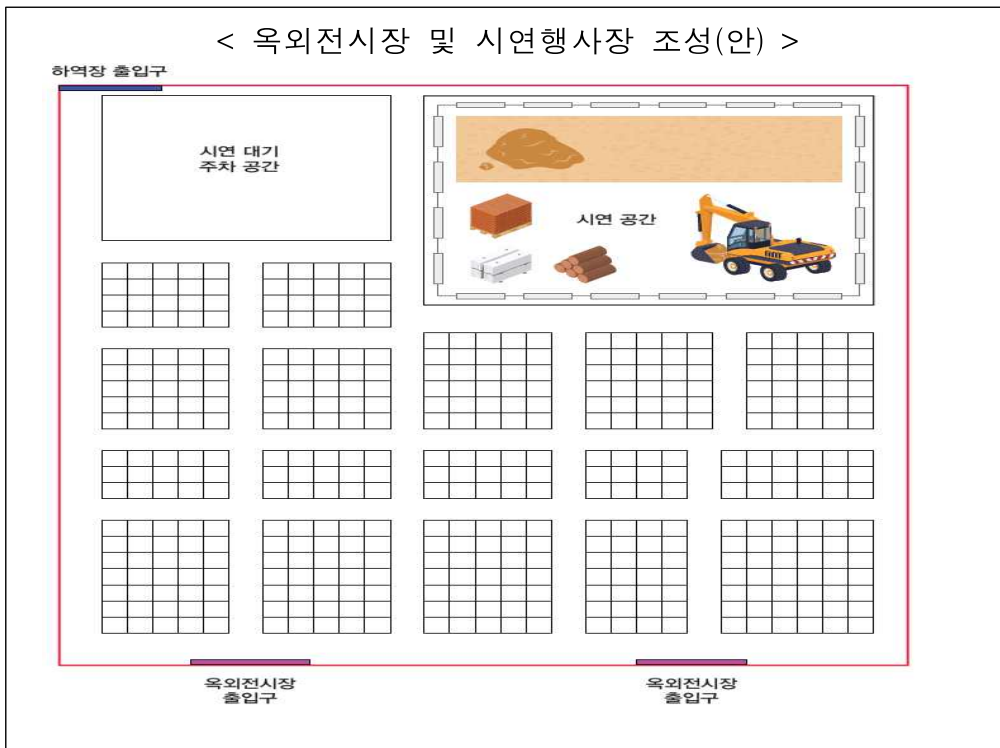 < 옥외전시장 및 시연행사장 조성(안) >
하역장 출입구
시연 대기
주차 공간
시연 공간
옥외전시장
출입구
옥외전시장
출입구